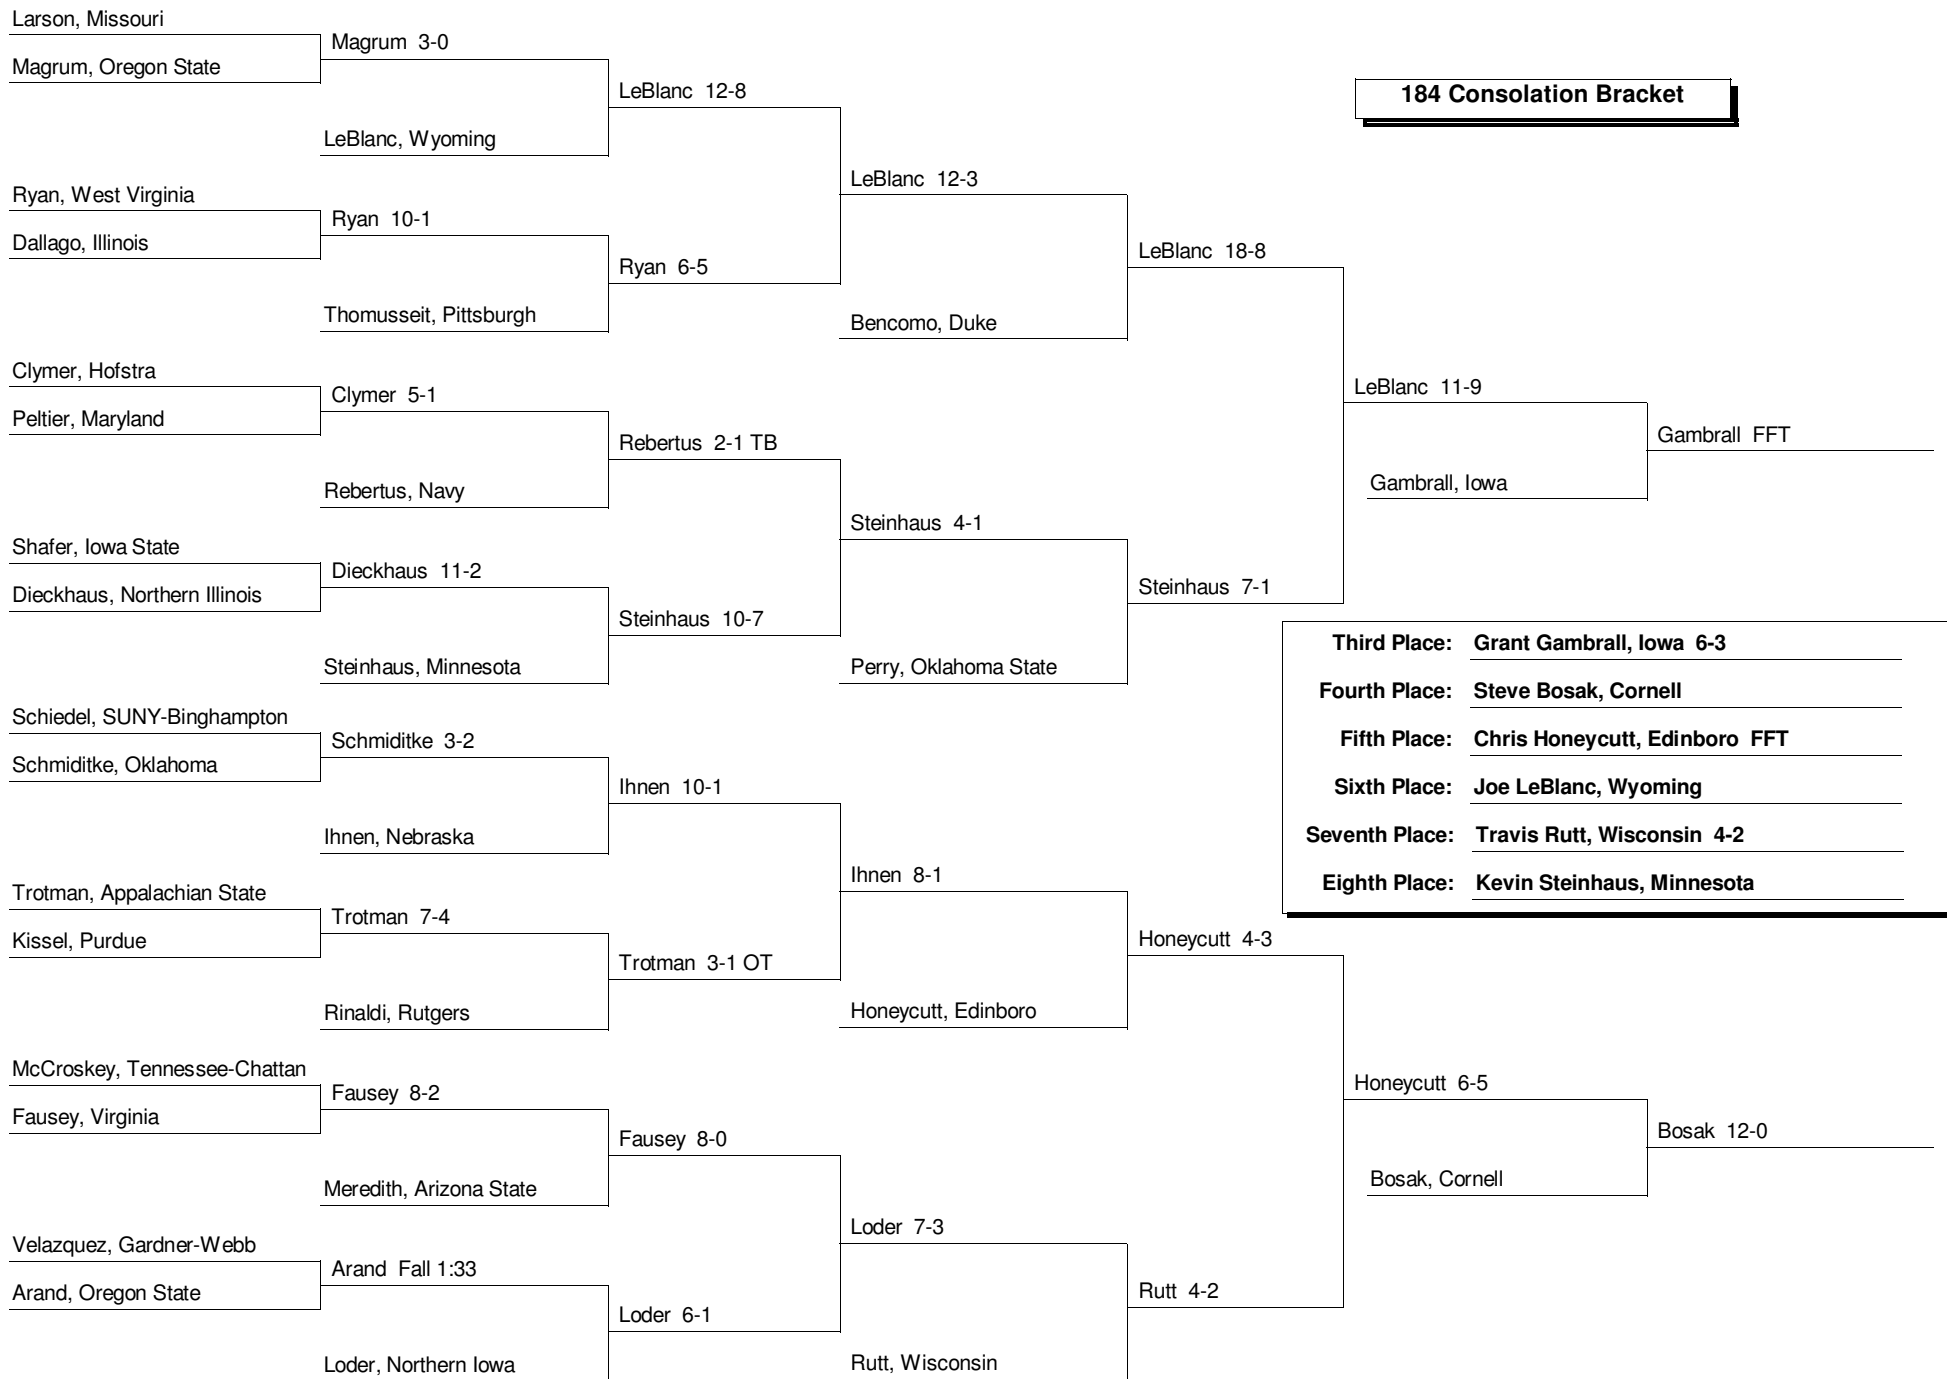 Larson, Missouri
Magrum 3-0
Magrum, Oregon State
LeBlanc 12-8
184 Consolation Bracket
LeBlanc, Wyoming
LeBlanc 12-3
Ryan, West Virginia
Ryan 10-1
Dallago, Illinois
LeBlanc 18-8
Ryan 6-5
Thomusseit, Pittsburgh
Bencomo, Duke
Clymer, Hofstra
LeBlanc 11-9
Clymer 5-1
Peltier, Maryland
Gambrall FFT
Rebertus 2-1 TB
Gambrall, Iowa
Rebertus, Navy
Steinhaus 4-1
Shafer, Iowa State
Dieckhaus 11-2
Steinhaus 7-1
Dieckhaus, Northern Illinois
Steinhaus 10-7
Third Place: Grant Gambrall, Iowa 6-3
Steinhaus, Minnesota
Perry, Oklahoma State
Fourth Place: Steve Bosak, Cornell
Schiedel, SUNY-Binghampton
Schmiditke 3-2
Fifth Place: Chris Honeycutt, Edinboro FFT
Schmiditke, Oklahoma
Ihnen 10-1
Sixth Place: Joe LeBlanc, Wyoming
Ihnen, Nebraska
Seventh Place: Travis Rutt, Wisconsin 4-2
Ihnen 8-1
Eighth Place: Kevin Steinhaus, Minnesota
Trotman, Appalachian State
Trotman 7-4
Kissel, Purdue
Honeycutt 4-3
Trotman 3-1 OT
Rinaldi, Rutgers
Honeycutt, Edinboro
McCroskey, Tennessee-Chattan
Honeycutt 6-5
Fausey 8-2
Fausey, Virginia
Bosak 12-0
Fausey 8-0
Bosak, Cornell
Meredith, Arizona State
Loder 7-3
Velazquez, Gardner-Webb
Arand Fall 1:33
Arand, Oregon State
Rutt 4-2
Loder 6-1
Loder, Northern Iowa
Rutt, Wisconsin